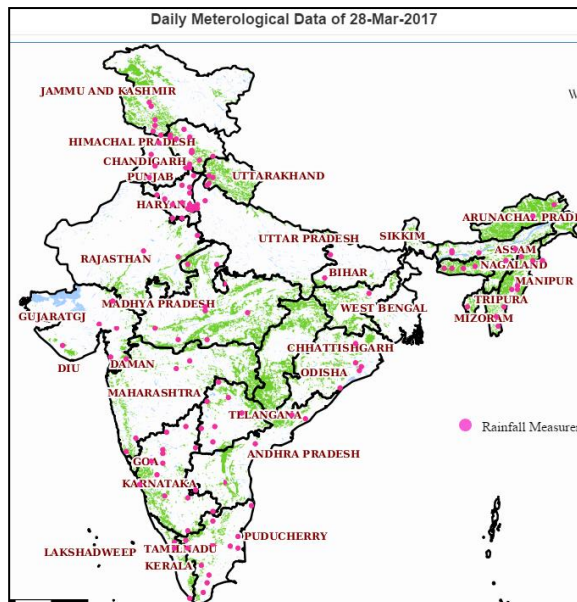 Daily Meterological Data of 28-Mar-2017
W
JAMMU AND KASHMIR
HIMACHAL PRADESH
CHANDIGARH
PUNJAB
UTTARAKHAND
HARYANA
ARUNACHAL PRADE
UTTAR PRADESH
SIKKIM
RAJASTHAN
ASSAM
NAGALAND
BIHAR
MANIPUR
MADHYA PRADESH
TRIPURA
WEST BENGAL
GUJARATGJ
MIZORAM
CHHATTISHGARH
DIU
DAMAN
ODISHA
MAHARASHTRA
TELANGANA
Rainfall Measure
ANDHRA PRADESH
GOA
KARNATAKA
PUDUCHERRY
LAKSHADWEEP
TAMILNADU
KERALA